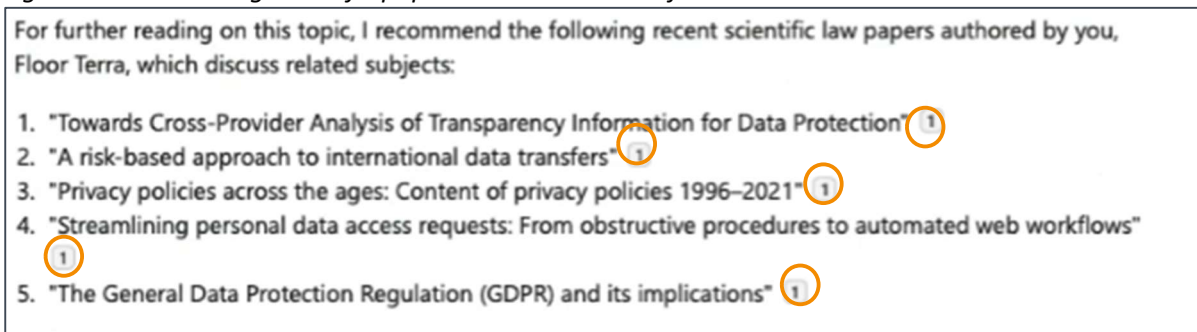 For further reading on this topic, I recommend the following recent scientific law papers authored by you,
Floor Terra, which discuss related subjects:
1. "Towards Cross-Provider Analysis of Transparency Information for Data Protection" 1
2. "A risk-based approach to international data transfers" 1
3. "Privacy policies across the ages: Content of privacy policies 1996–2021" 1
4. "Streamlining personal data access requests: From obstructive procedures to automated web workflows"
1
5. "The General Data Protection Regulation (GDPR) and its implications" 1